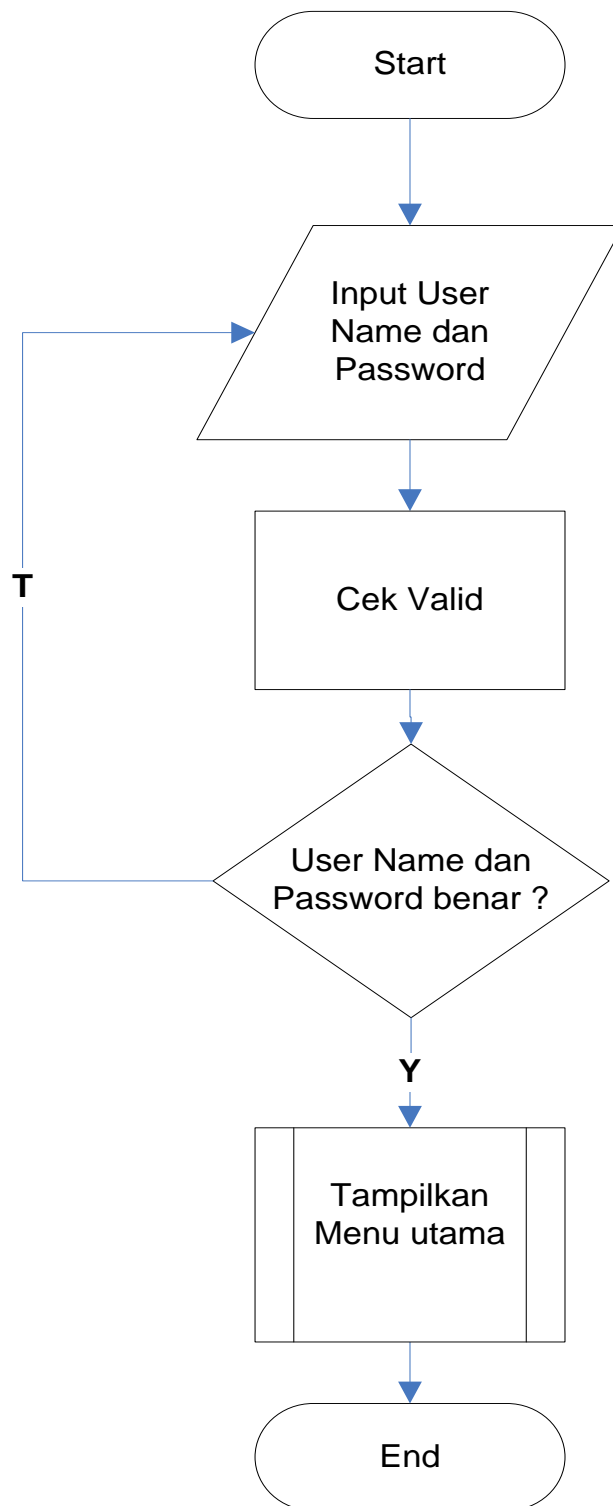 Start
Input User
Name dan
Password
Cek Valid
T
User Name dan
Password benar ?
Y
Tampilkan
Menu utama
End